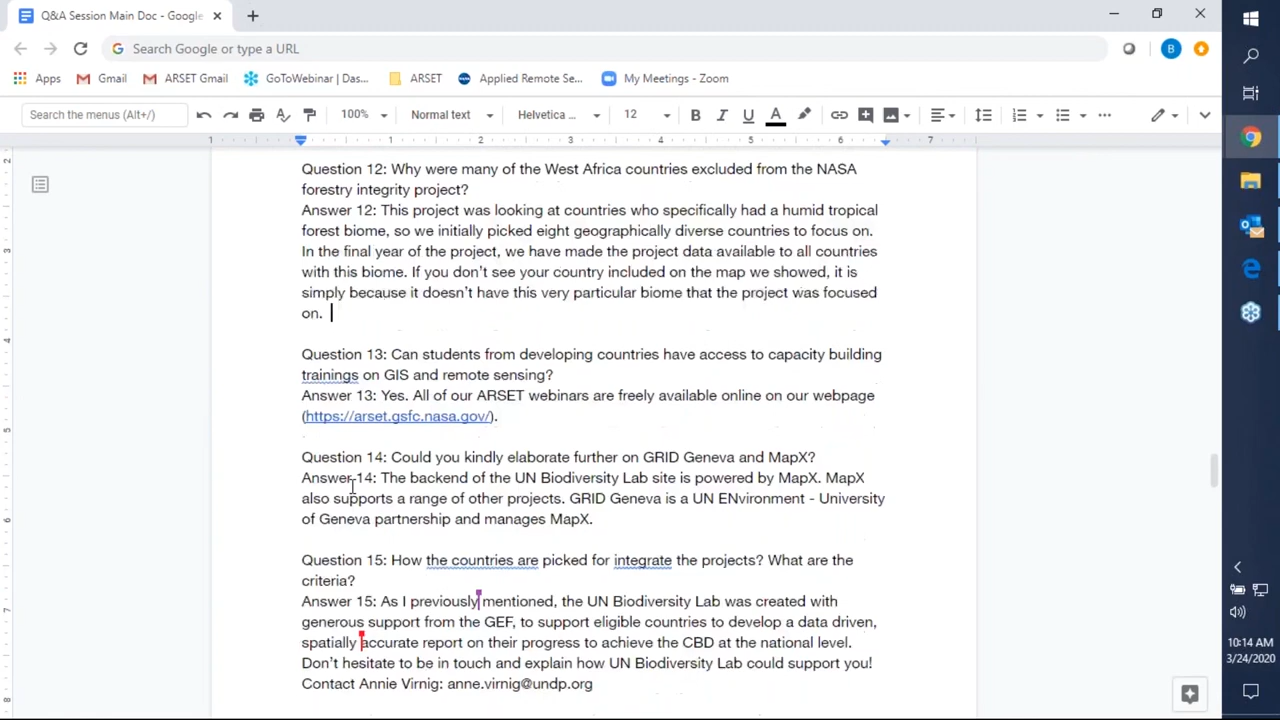 Q&A Session Main Doc - Google
Search Google or type a URL
B
Apps
Gmail
ARSET Gmail
GoToWebinar | Das...
ARSET
Applied Remote Se...
My Meetings - Zoom
Search the menus (Alt+/)
100%
Normal text
Helvetica ...
12
B
I
U
A
1 1 2 3 4 5 6 7
Question 12: Why were many of the West Africa countries excluded from the NASA
forestry integrity project?
Answer 12: This project was looking at countries who specifically had a humid tropical
forest biome, so we initially picked eight geographically diverse countries to focus on.
In the final year of the project, we have made the project data available to all countries
with this biome. If you don't see your country included on the map we showed, it is
simply because it doesn't have this very particular biome that the project was focused
on.
Question 13: Can students from developing countries have access to capacity building
trainings on GIS and remote sensing?
Answer 13: Yes. All of our ARSET webinars are freely available online on our webpage
(https://arset.gsfc.nasa.gov/).
Question 14: Could you kindly elaborate further on GRID Geneva and MapX?
Answer 14: The backend of the UN Biodiversity Lab site is powered by MapX. MapX
also supports a range of other projects. GRID Geneva is a UN ENvironment - University
of Geneva partnership and manages MapX.
Question 15: How the countries are picked for integrate the projects? What are the
criteria?
Answer 15: As I previously mentioned, the UN Biodiversity Lab was created with
generous support from the GEF, to support eligible countries to develop a data driven,
spatially accurate report on their progress to achieve the CBD at the national level.
Don't hesitate to be in touch and explain how UN Biodiversity Lab could support you!
Contact Annie Virnig: anne.virnig@undp.org
2
3
4
5
6
7
8
10:14 AM
3/24/2020